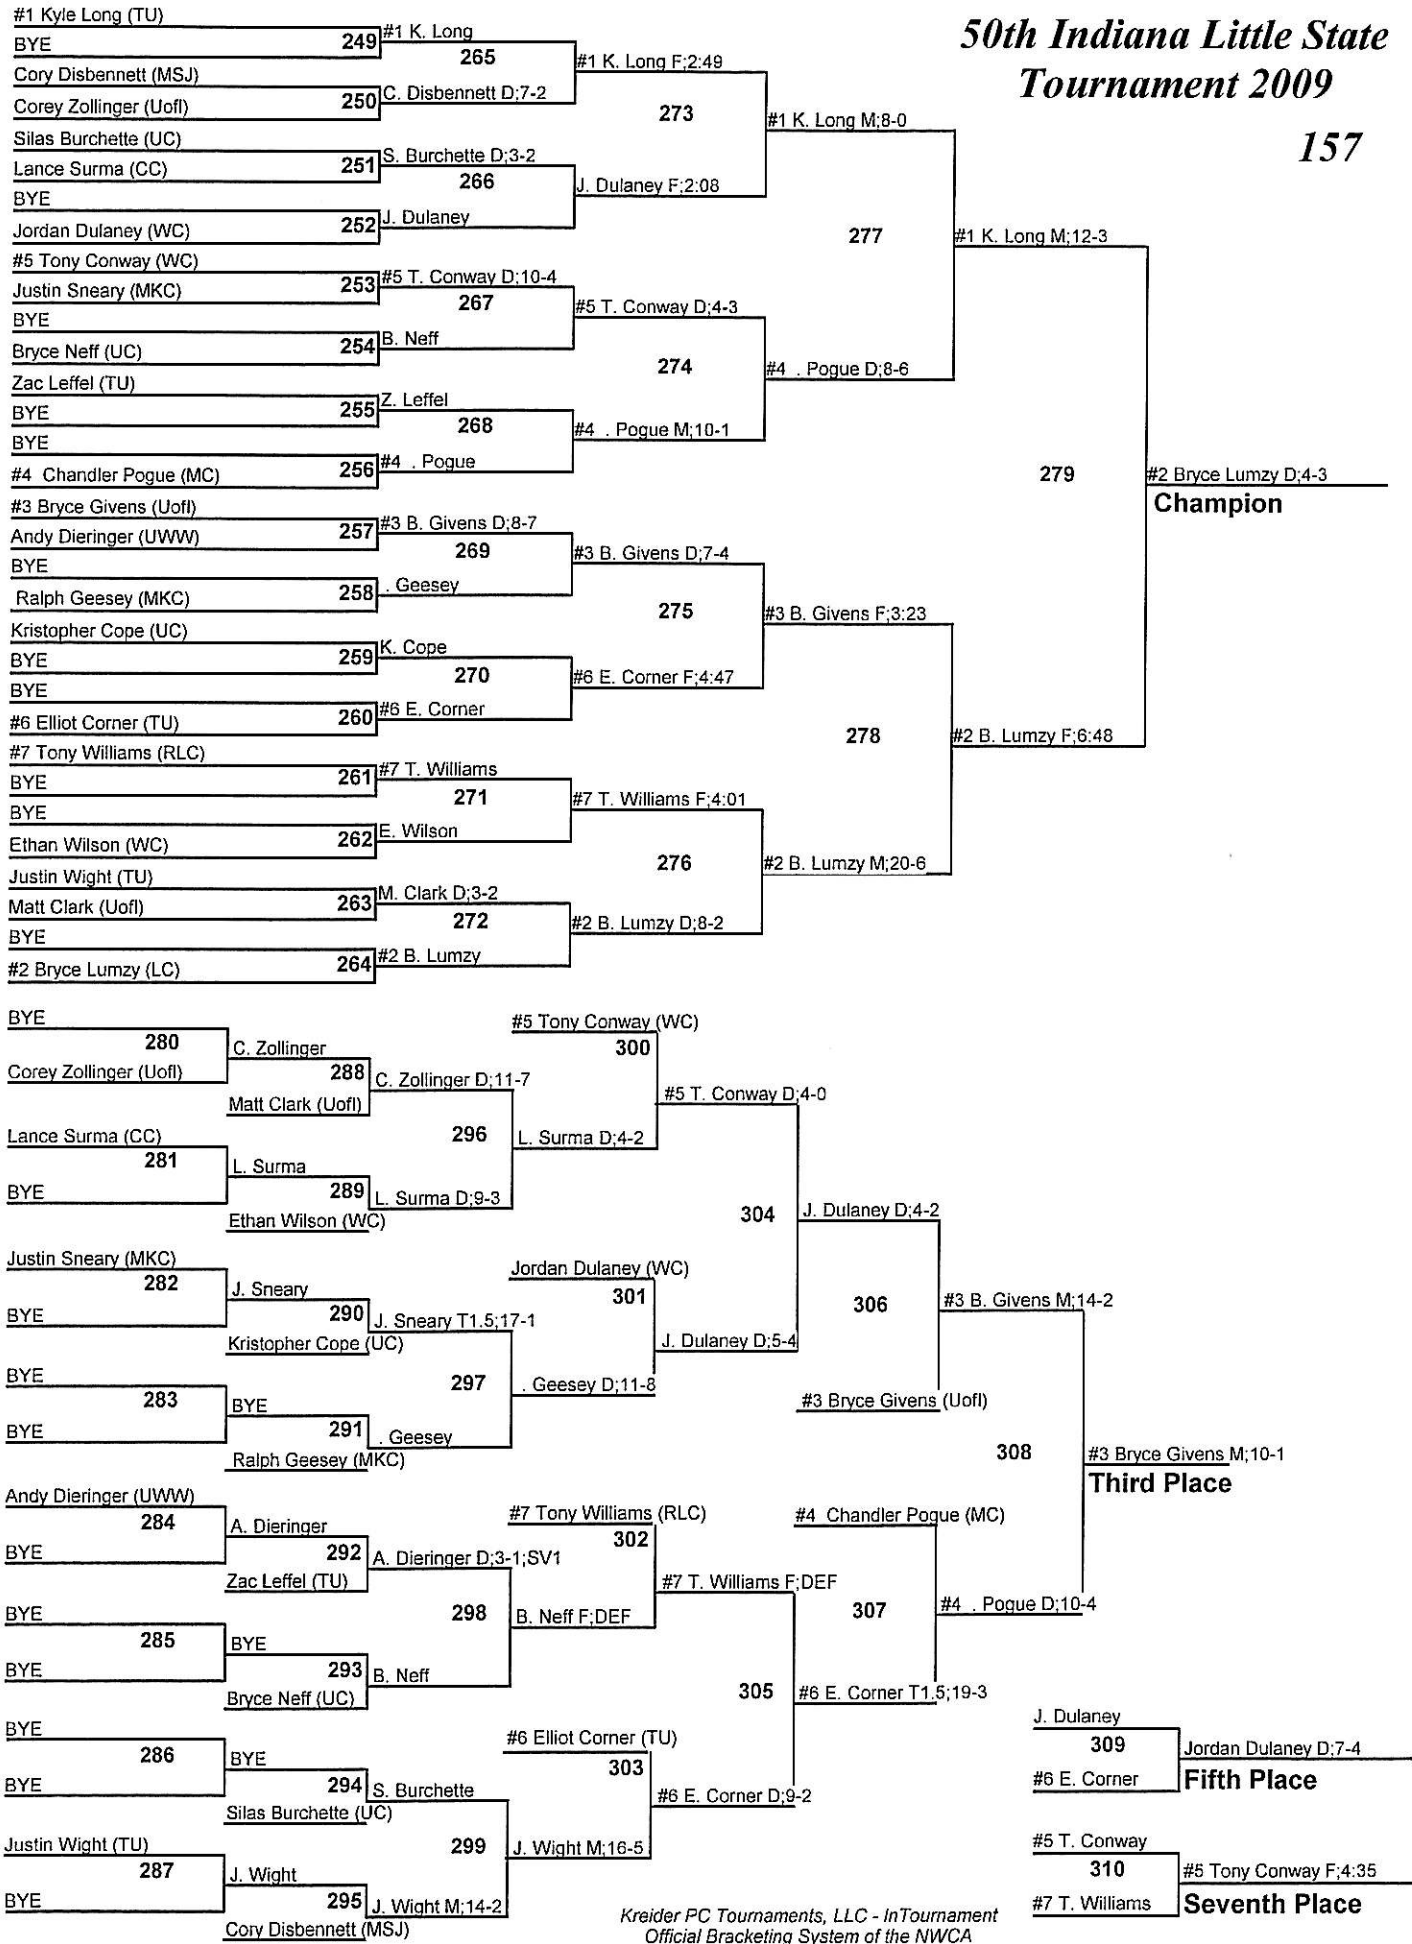 50th Indiana Little State
Tournament 2009
157
#1 Kyle Long (TU)
BYE
249
Cory Disbennett (MSJ)
Corey Zollinger (UofI)
250
Silas Burchette (UC)
Lance Surma (CC)
251
BYE
Jordan Dulaney (WC)
252
#5 Tony Conway (WC)
Justin Sneary (MKC)
253
BYE
Bryce Neff (UC)
254
Zac Leffel (TU)
BYE
255
BYE
#4 Chandler Pogue (MC)
256
#3 Bryce Givens (UofI)
Andy Dieringer (UWW)
257
BYE
Ralph Geesey (MKC)
258
Kristopher Cope (UC)
BYE
259
BYE
#6 Elliot Corner (TU)
260
#7 Tony Williams (RLC)
BYE
261
BYE
Ethan Wilson (WC)
262
Justin Wight (TU)
Matt Clark (UofI)
263
BYE
#2 Bryce Lumzy (LC)
264
#1 K. Long
265
C. Disbennett D;7-2
S. Burchette D;3-2
266
J. Dulaney
#5 T. Conway D;10-4
267
B. Neff
Z. Leffel
268
#4 . Pogue
#3 B. Givens D;8-7
269
. Geesey
K. Cope
270
#6 E. Corner
#7 T. Williams
271
E. Wilson
M. Clark D;3-2
272
#2 B. Lumzy
#1 K. Long F;2:49
273
J. Dulaney F;2:08
#5 T. Conway D;4-3
274
#4 . Pogue M;10-1
#3 B. Givens D;7-4
275
#6 E. Corner F;4:47
#7 T. Williams F;4:01
276
#2 B. Lumzy D;8-2
#1 K. Long M;8-0
277
#4 . Pogue D;8-6
#3 B. Givens F;3:23
278
#2 B. Lumzy M;20-6
#1 K. Long M;12-3
279
#2 B. Lumzy F;6:48
#2 Bryce Lumzy D;4-3
Champion
BYE
280
Corey Zollinger (UofI)
Lance Surma (CC)
281
BYE
Justin Sneary (MKC)
282
BYE
BYE
283
BYE
Andy Dieringer (UWW)
284
BYE
BYE
285
BYE
BYE
286
BYE
Justin Wight (TU)
287
BYE
C. Zollinger
288
Matt Clark (UofI)
L. Surma
289
Ethan Wilson (WC)
J. Sneary
290
Kristopher Cope (UC)
BYE
291
Ralph Geesey (MKC)
A. Dieringer
292
Zac Leffel (TU)
BYE
293
Bryce Neff (UC)
BYE
294
Silas Burchette (UC)
J. Wight
295
Cory Disbennett (MSJ)
C. Zollinger D;11-7
296
L. Surma D;9-3
J. Sneary T1.5;17-1
297
. Geesey
A. Dieringer D;3-1;SV1
298
B. Neff
S. Burchette
299
J. Wight M;14-2
#5 Tony Conway (WC)
300
L. Surma D;4-2
Jordan Dulaney (WC)
301
. Geesey D;11-8
#7 Tony Williams (RLC)
302
B. Neff F;DEF
#6 Elliot Corner (TU)
303
J. Wight M;16-5
#5 T. Conway D;4-0
304
J. Dulaney D;5-4
#7 T. Williams F;DEF
305
#6 E. Corner D;9-2
J. Dulaney D;4-2
306
#3 Bryce Givens (UofI)
#4 Chandler Pogue (MC)
307
#6 E. Corner T1.5;19-3
#3 B. Givens M;14-2
308
#4 . Pogue D;10-4
#3 Bryce Givens M;10-1
Third Place
J. Dulaney
309
#6 E. Corner
Jordan Dulaney D;7-4
Fifth Place
#5 T. Conway
310
#7 T. Williams
#5 Tony Conway F;4:35
Seventh Place
Kreider PC Tournaments, LLC - InTournament
Official Bracketing System of the NWCA